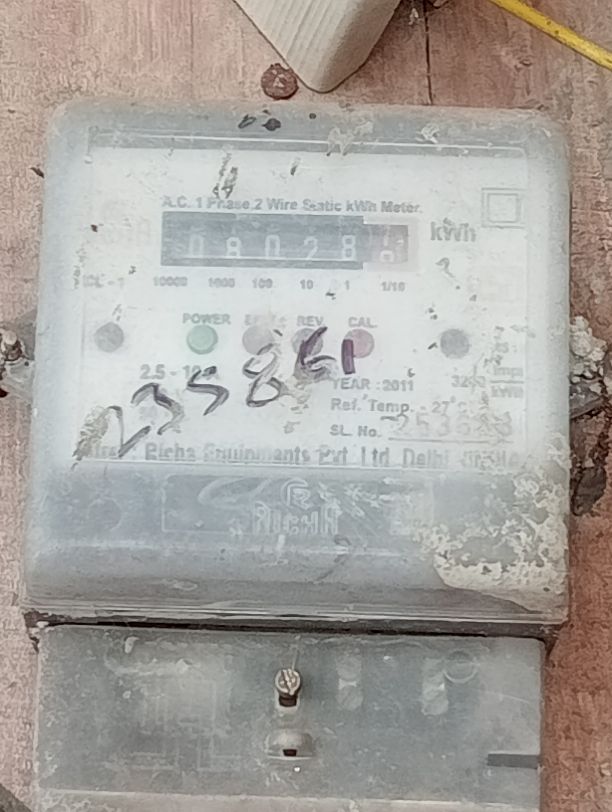 A.C. 1 Phase 2 Wire Static kWh Meter.
08028 kWh
10000 1000 100 10 1 1/10
POWER REV CAL
235861
YEAR : 2011
Ref. Temp. - 27°C
SL. No.
Richa Equipments Pvt. Ltd. Delhi